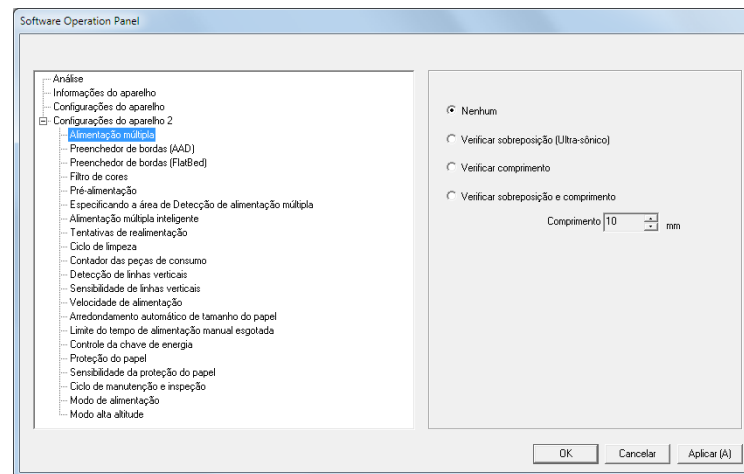 Software Operation Panel
Análise
Informações do aparelho
Configurações do aparelho
Configurações do aparelho 2
Alimentação múltipla
Preenchedor de bordas (AAD)
Preenchedor de bordas (FlatBed)
Filtro de cores
Pré-alimentação
Especificando a área de Detecção de alimentação múltipla
Alimentação múltipla inteligente
Tentativas de realimentação
Ciclo de limpeza
Contador das peças de consumo
Detecção de linhas verticais
Sensibilidade de linhas verticais
Velocidade de alimentação
Arredondamento automático de tamanho do papel
Limite do tempo de alimentação manual esgotada
Controle da chave de energia
Proteção do papel
Sensibilidade da proteção do papel
Ciclo de manutenção e inspeção
Modo de alimentação
Modo alta altitude
Nenhum
Verificar sobreposição (Ultra-sônico)
Verificar comprimento
Verificar sobreposição e comprimento
Comprimento 10 mm
OK Cancelar Aplicar (A)